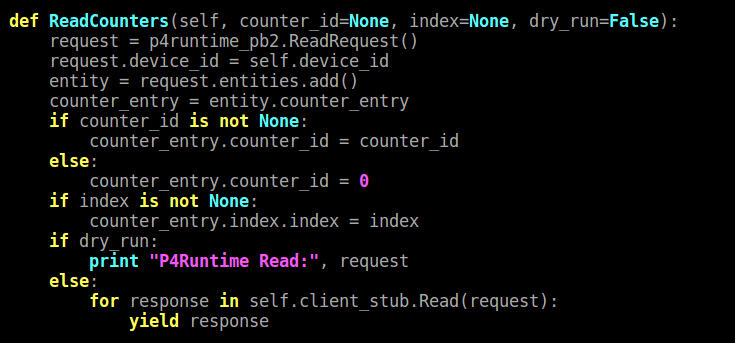 def ReadCounters(self, counter_id=None, index=None, dry_run=False):
    request = p4runtime_pb2.ReadRequest()
    request.device_id = self.device_id
    entity = request.entities.add()
    counter_entry = entity.counter_entry
    if counter_id is not None:
        counter_entry.counter_id = counter_id
    else:
        counter_entry.counter_id = 0
    if index is not None:
        counter_entry.index.index = index
    if dry_run:
        print "P4Runtime Read:", request
    else:
        for response in self.client_stub.Read(request):
            yield response